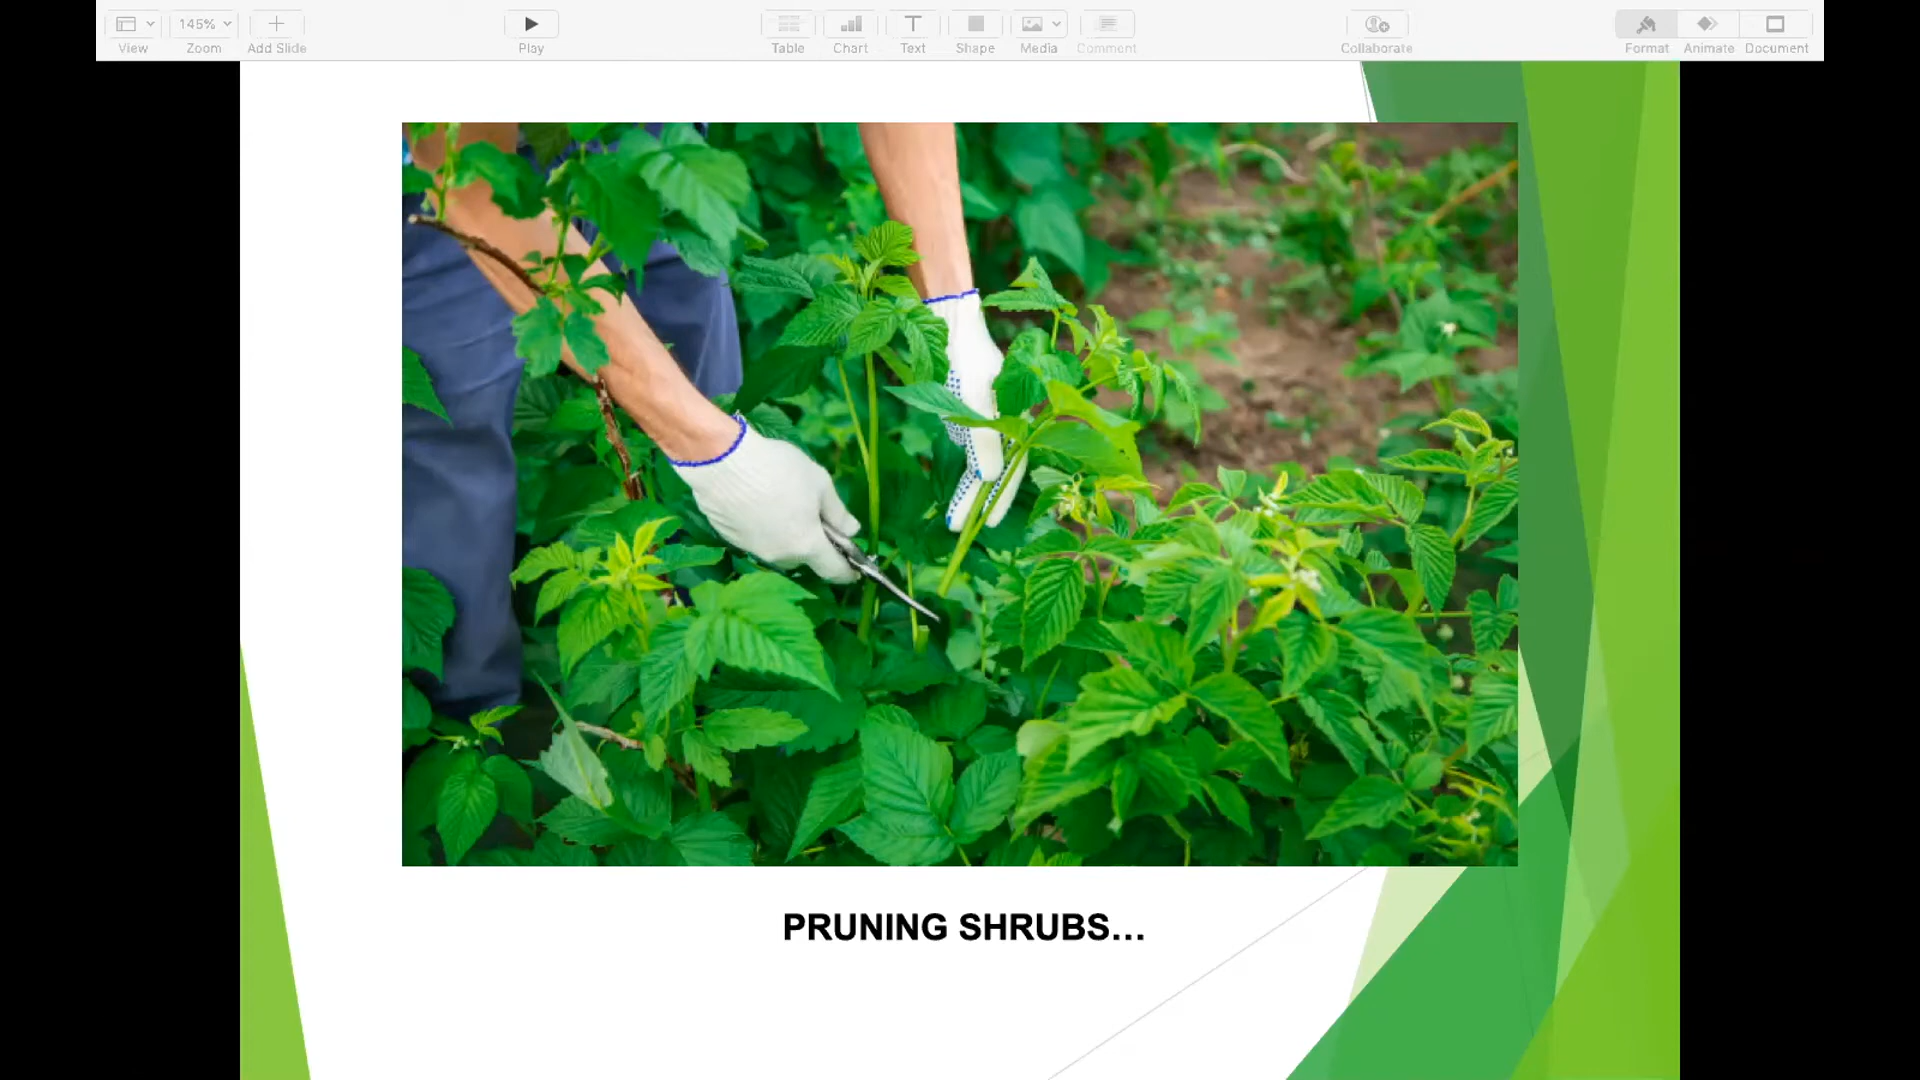 145%
View
Zoom
Add Slide
Play
Table
Chart
Text
Shape
Media
Comment
Collaborate
Format
Animate
Document
PRUNING SHRUBS...